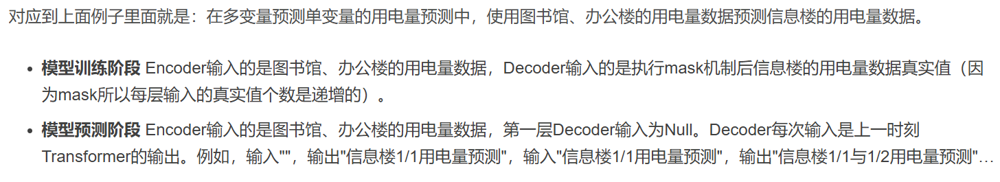 对应到上面例子里面就是：在多变量预测单变量的用电量预测中，使用图书馆、办公楼的用电量数据预测信息楼的用电量数据。
• 模型训练阶段 Encoder输入的是图书馆、办公楼的用电量数据，Decoder输入的是执行mask机制后信息楼的用电量数据真实值（因
为mask所以每层输入的真实值个数是递增的）。
• 模型预测阶段 Encoder输入的是图书馆、办公楼的用电量数据，第一层Decoder输入为Null。Decoder每次输入是上一时刻
Transformer的输出。例如，输入""，输出"信息楼1/1用电量预测"，输入"信息楼1/1用电量预测"，输出"信息楼1/1与1/2用电量预测"…